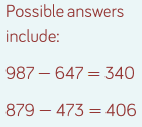 Possible answers
include:
987 – 647 = 340
879 – 473 = 406